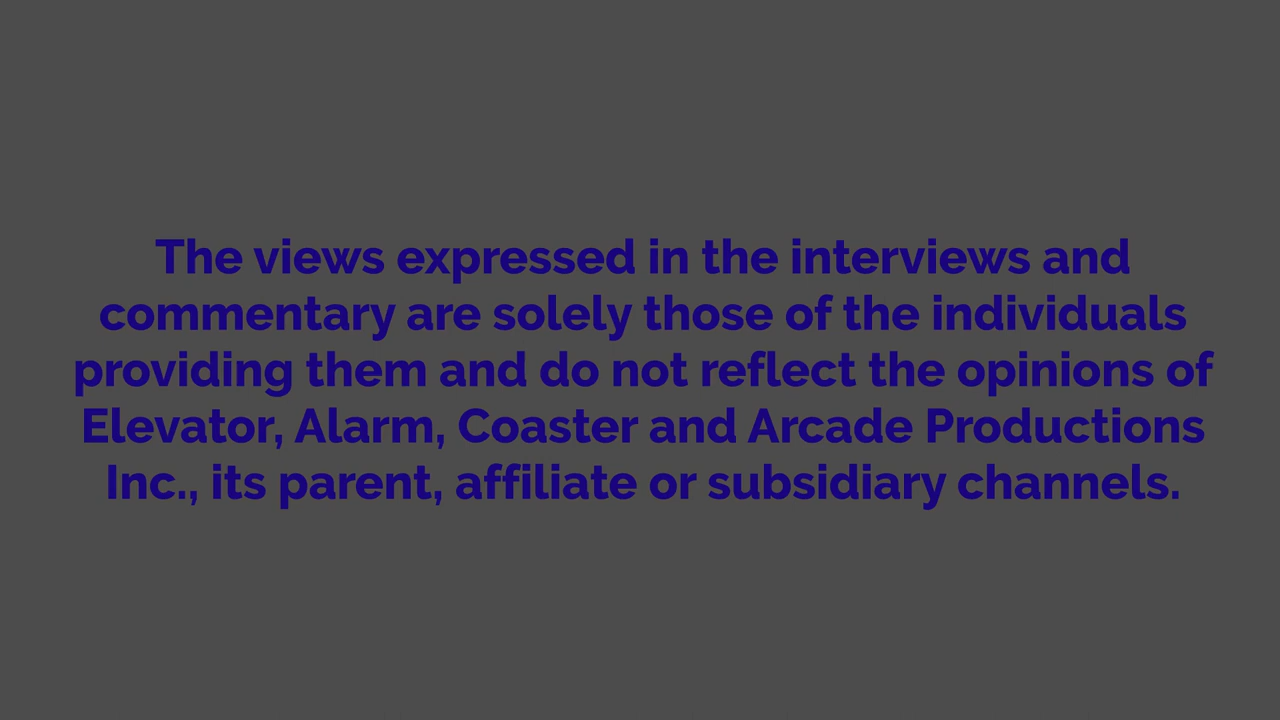 The views expressed in the interviews and
commentary are solely those of the individuals
providing them and do not reflect the opinions of
Elevator, Alarm, Coaster and Arcade Productions
Inc., its parent, affiliate or subsidiary channels.